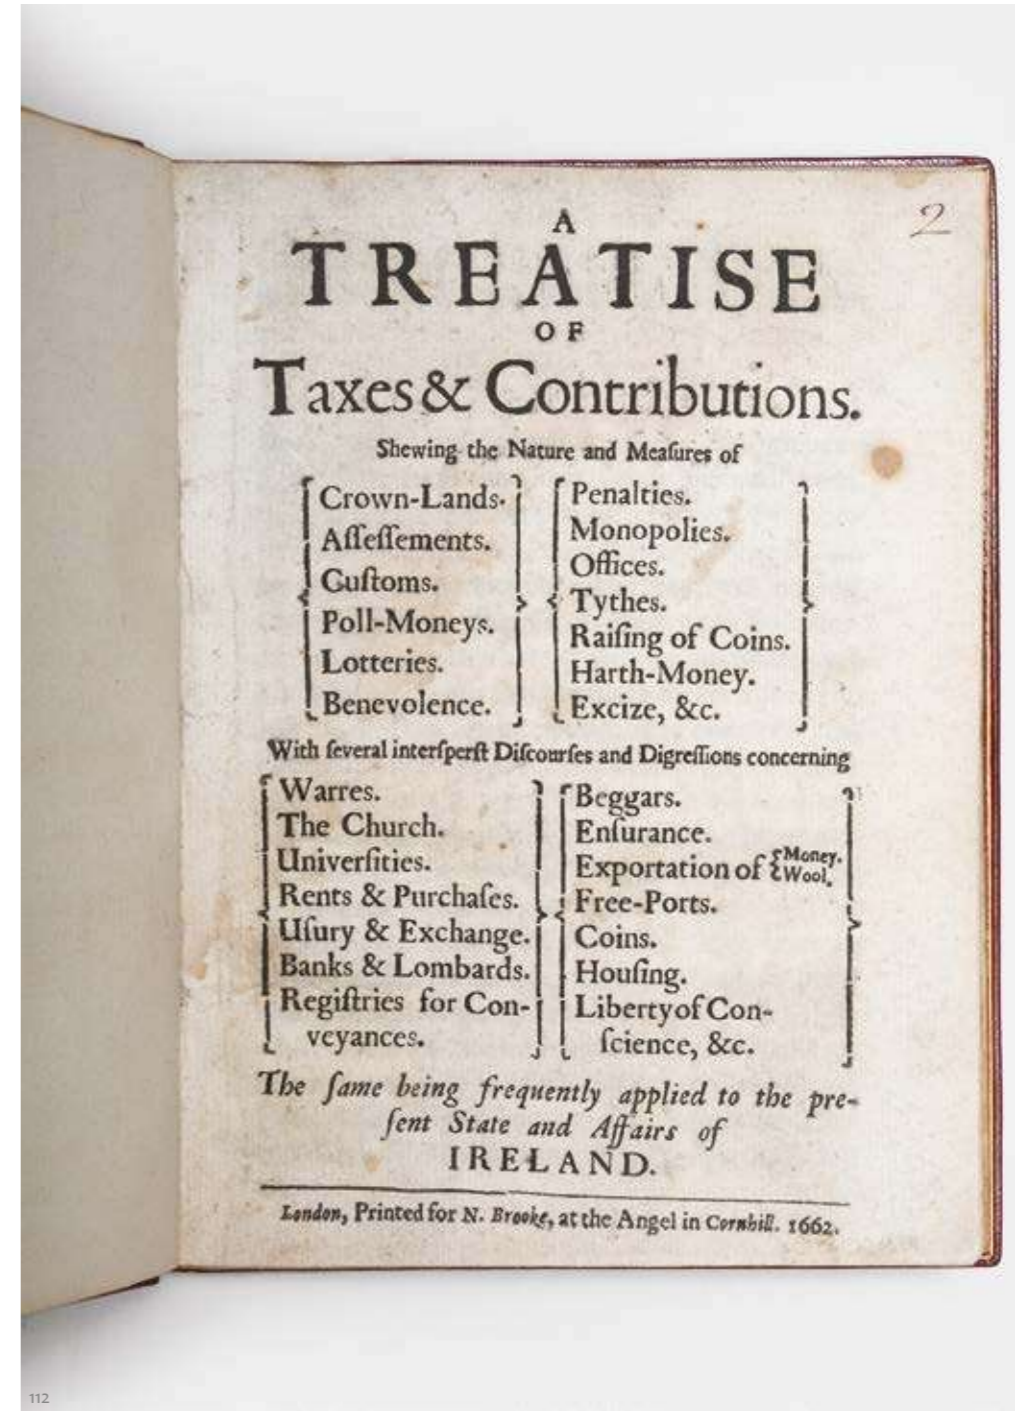 2
A
TREATISE
OF
Taxes & Contributions.
Shewing the Nature and Meaſures of
Crown-Lands.
Aſſeſſements.
Cuſtoms.
Poll-Moneys.
Lotteries.
Benevolence.
Penalties.
Monopolies.
Offices.
Tythes.
Raiſing of Coins.
Harth-Money.
Excize, &c.
With ſeveral interſperſt Diſcourſes and Digreſſions concerning
Warres.
The Church.
Univerſities.
Rents & Purchaſes.
Uſury & Exchange.
Banks & Lombards.
Regiſtries for Con-
veyances.
Beggars.
Enſurance.
Exportation of {Money. Wool.
Free-Ports.
Coins.
Houſing.
Liberty of Con-
ſcience, &c.
The ſame being frequently applied to the pre-
ſent State and Affairs of
IRELAND.
London, Printed for N. Brooke, at the Angel in Cornhill. 1662.
112